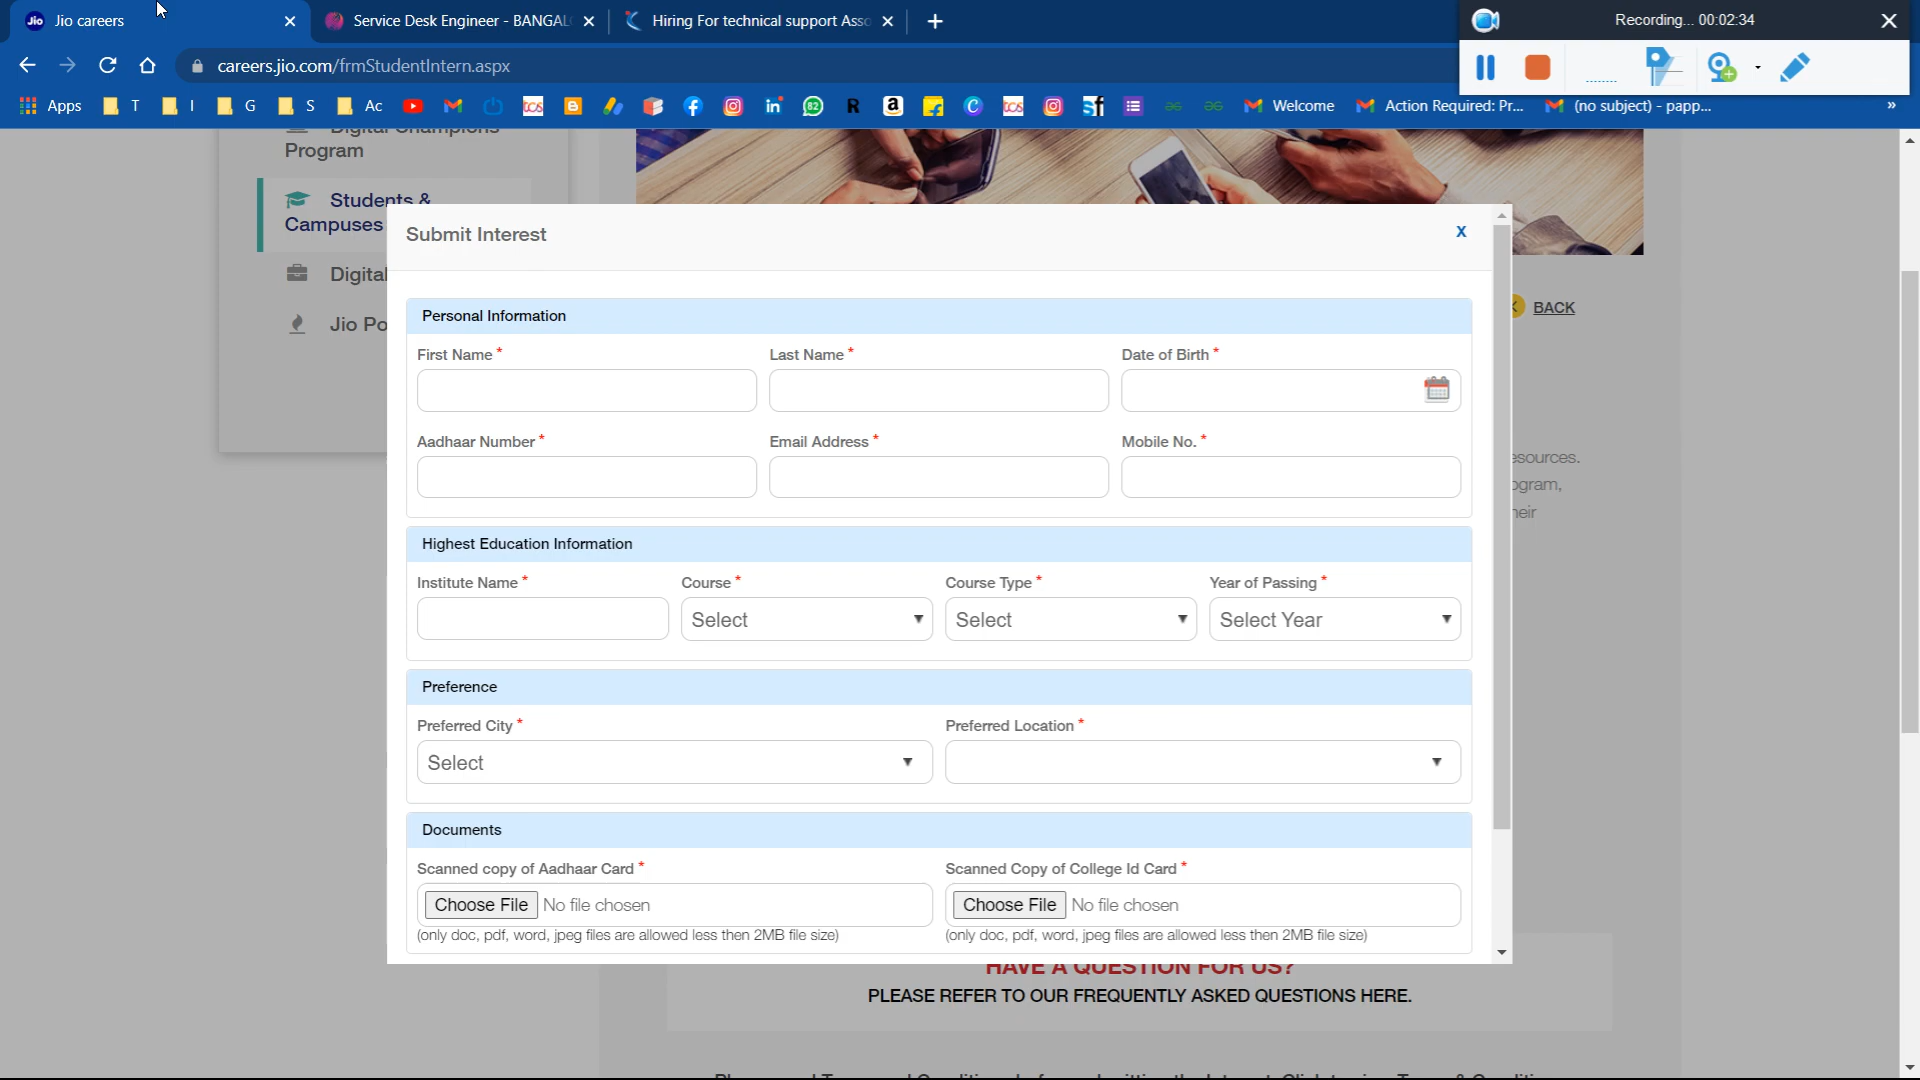 Jio careers
Service Desk Engineer - BANGAL
Hiring For technical support Asso
Recording... 00:02:34
careers.jio.com/frmStudentIntern.aspx
Apps T I G S Ac Welcome Action Required: Pr... (no subject) - papp... »
Digital Champions
Program
Students &
Campuses
Digital
Jio Po
Submit Interest
X
BACK
Personal Information
First Name *
Last Name *
Date of Birth *
Aadhaar Number *
Email Address *
Mobile No. *
esources.
ogram,
heir
Highest Education Information
Institute Name *
Course *
Course Type *
Year of Passing *
Select
Select
Select Year
Preference
Preferred City *
Preferred Location *
Select
Documents
Scanned copy of Aadhaar Card *
Scanned Copy of College Id Card *
Choose File No file chosen
Choose File No file chosen
(only doc, pdf, word, jpeg files are allowed less then 2MB file size)
(only doc, pdf, word, jpeg files are allowed less then 2MB file size)
HAVE A QUESTION FOR US?
PLEASE REFER TO OUR FREQUENTLY ASKED QUESTIONS HERE.